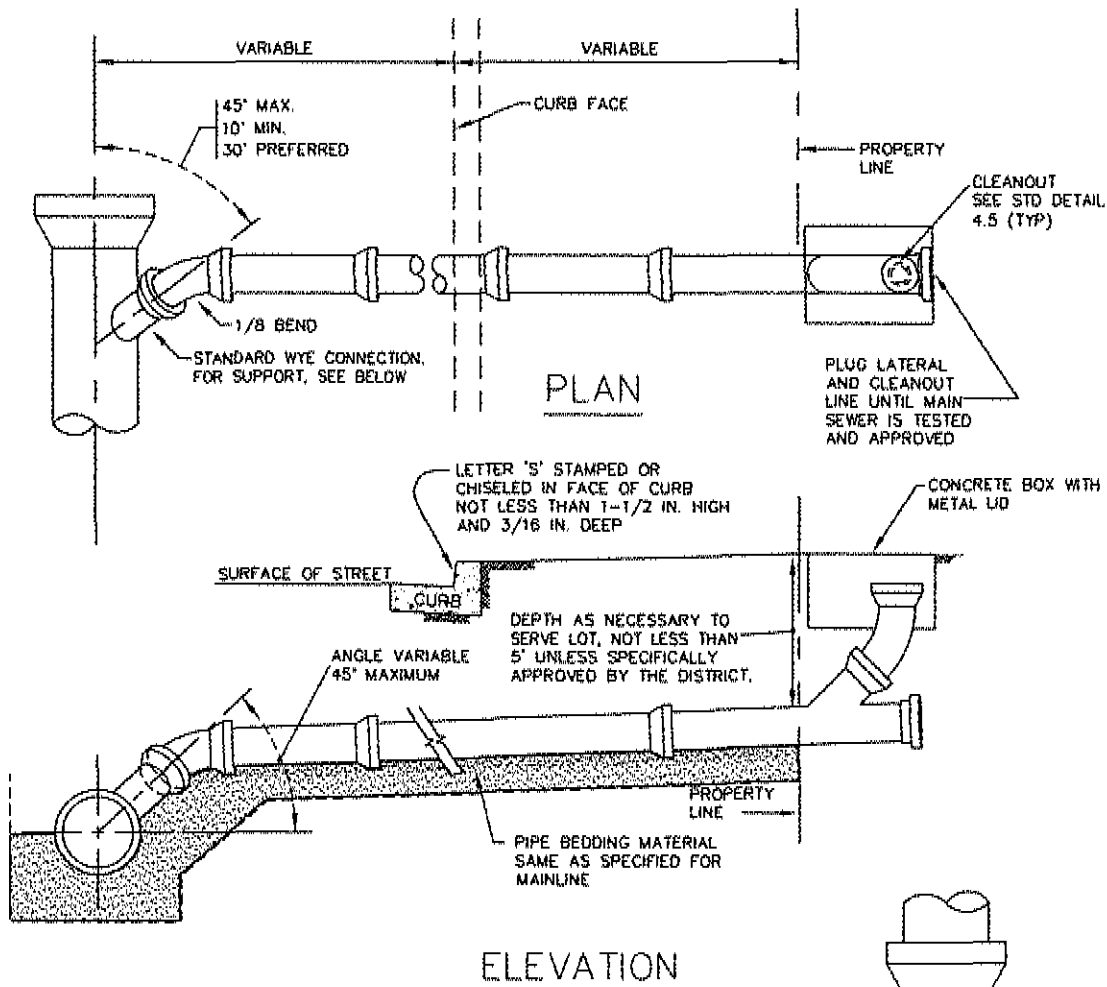 VARIABLE
VARIABLE
45° MAX.
10° MIN.
30° PREFERRED
CURB FACE
PROPERTY
LINE
CLEANOUT
SEE STD DETAIL
4.5 (TYP)
1/8 BEND
STANDARD WYE CONNECTION.
FOR SUPPORT, SEE BELOW
PLAN
PLUG LATERAL
AND CLEANOUT
LINE UNTIL MAIN
SEWER IS TESTED
AND APPROVED
LETTER 'S' STAMPED OR
CHISELED IN FACE OF CURB
NOT LESS THAN 1-1/2 IN. HIGH
AND 3/16 IN. DEEP
CONCRETE BOX WITH
METAL LID
SURFACE OF STREET
CURB
DEPTH AS NECESSARY TO
SERVE LOT, NOT LESS THAN
5' UNLESS SPECIFICALLY
APPROVED BY THE DISTRICT.
ANGLE VARIABLE
45° MAXIMUM
PROPERTY
LINE
PIPE BEDDING MATERIAL
SAME AS SPECIFIED FOR
MAINLINE
ELEVATION